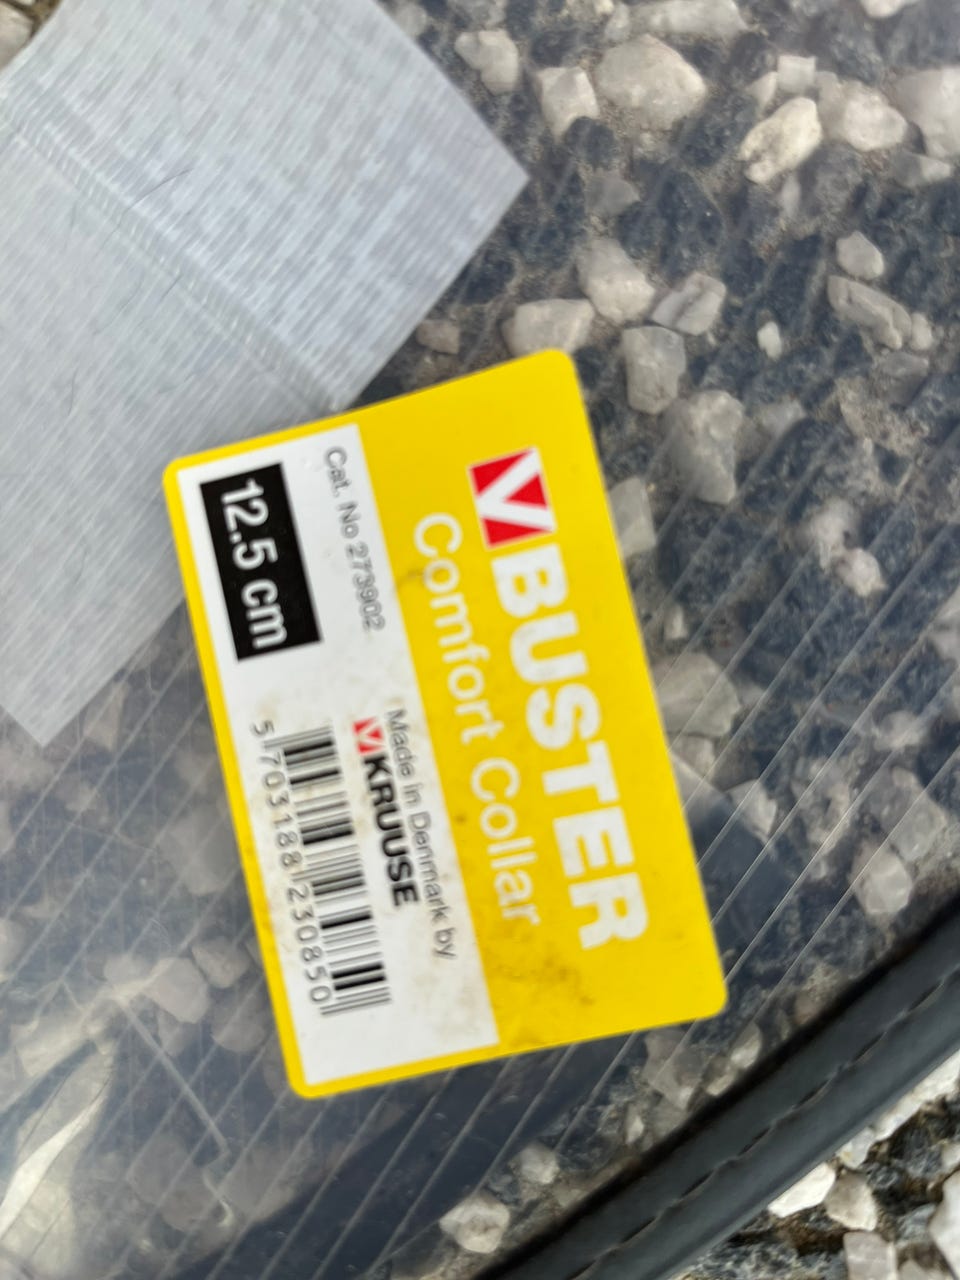 BUSTER
Comfort Collar
Cat. No 273902
Made in Denmark by
KRUUSE
12.5 cm
5 703188 230850